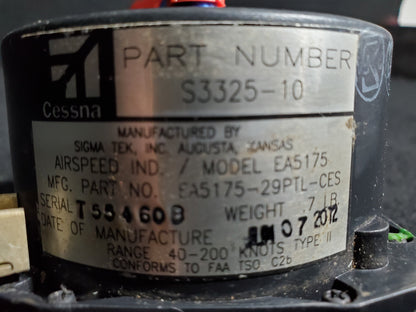 Cessna
PART NUMBER
S3325-10
MANUFACTURED BY
SIGMA TEK, INC. AUGUSTA, KANSAS
AIRSPEED IND. / MODEL EA5175
MFG. PART NO. EA5175-29PTL-CES
SERIAL T55460B WEIGHT .7 LB
DATE OF MANUFACTURE 07 2012
RANGE 40-200 KNOTS TYPE II
CONFORMS TO FAA TSO C2b